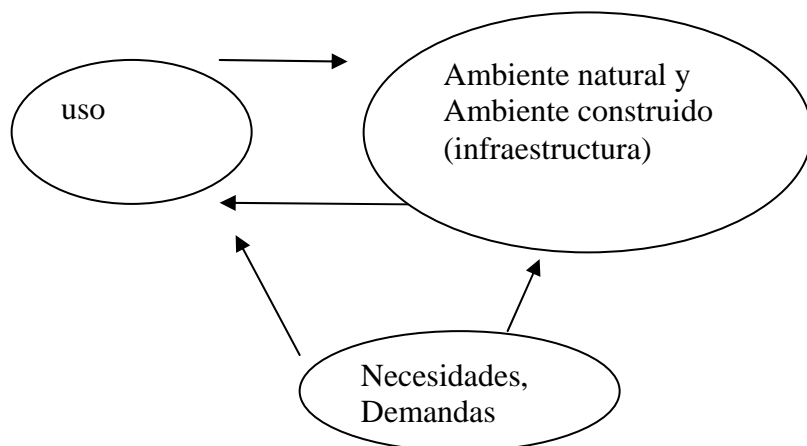 uso
Ambiente natural y
Ambiente construido
(infraestructura)
Necesidades,
Demandas